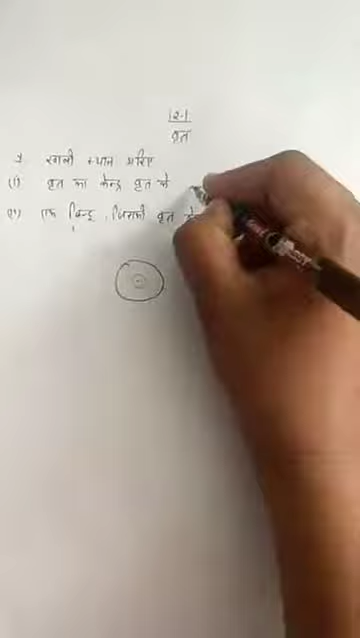 12.1
वृत
1. खाली स्थान भरिए
(i) वृत का केन्द्र वृत के
(ii) एक बिन्दु, जिसकी वृत के